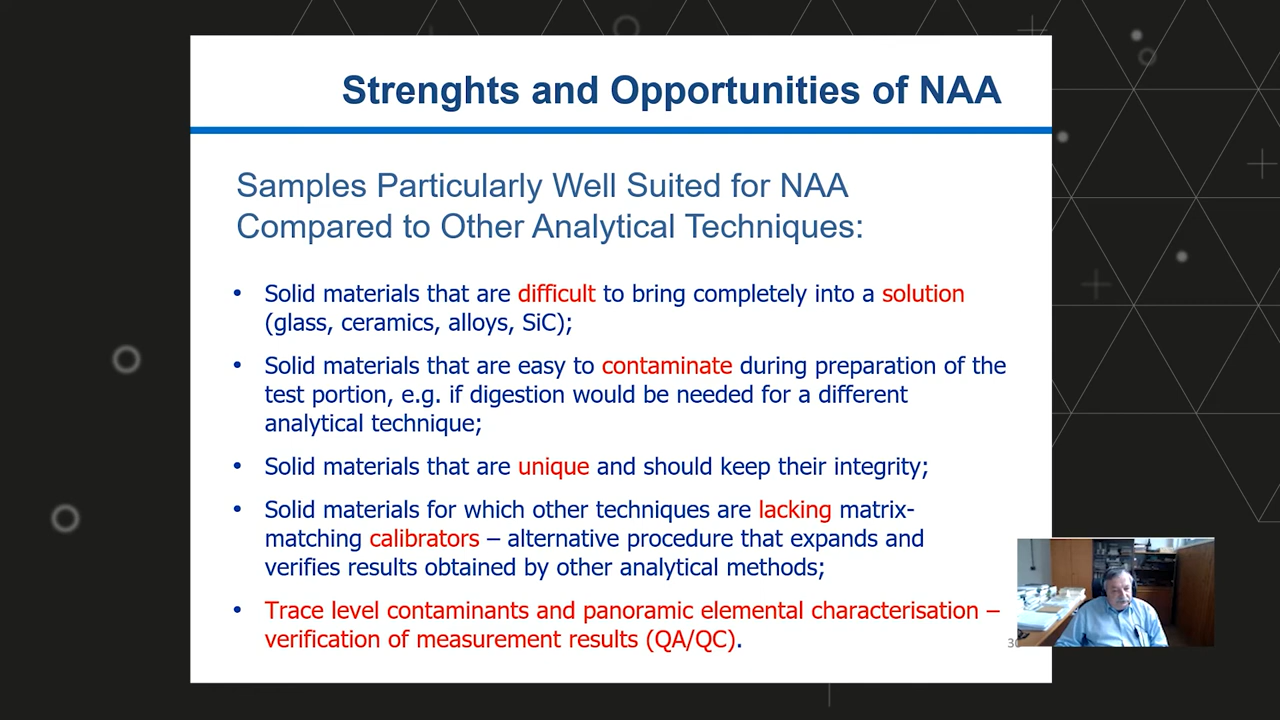 Strenghts and Opportunities of NAA
Samples Particularly Well Suited for NAA
Compared to Other Analytical Techniques:
• Solid materials that are difficult to bring completely into a solution
(glass, ceramics, alloys, SiC);
• Solid materials that are easy to contaminate during preparation of the
test portion, e.g. if digestion would be needed for a different
analytical technique;
• Solid materials that are unique and should keep their integrity;
• Solid materials for which other techniques are lacking matrix-
matching calibrators – alternative procedure that expands and
verifies results obtained by other analytical methods;
• Trace level contaminants and panoramic elemental characterisation –
verification of measurement results (QA/QC).